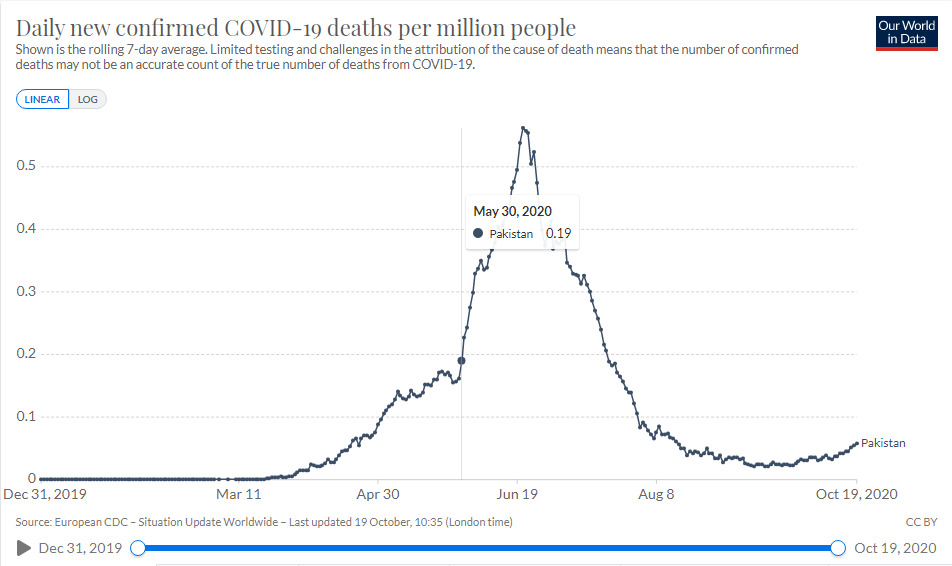 Daily new confirmed COVID-19 deaths per million people
Shown is the rolling 7-day average. Limited testing and challenges in the attribution of the cause of death means that the number of confirmed
deaths may not be an accurate count of the true number of deaths from COVID-19.
Our World
in Data
LINEAR
LOG
0.5
0.4
0.3
0.2
0.1
0
May 30, 2020
Pakistan 0.19
Pakistan
Dec 31, 2019
Mar 11
Apr 30
Jun 19
Aug 8
Oct 19, 2020
Source: European CDC – Situation Update Worldwide – Last updated 19 October, 10:35 (London time)
CC BY
Dec 31, 2019
Oct 19, 2020